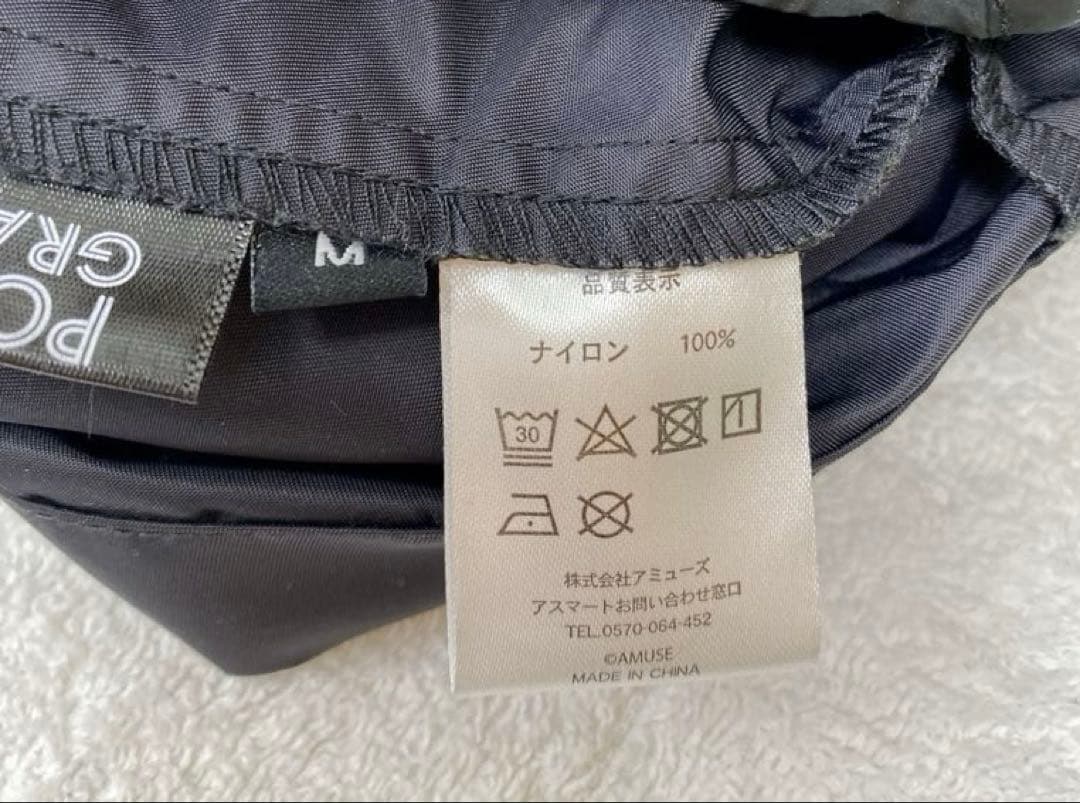 PO
GRA
M
品質表示
ナイロン 100%
30
株式会社アミューズ
アスマートお問い合わせ窓口
TEL.0570-064-452
©AMUSE
MADE IN CHINA